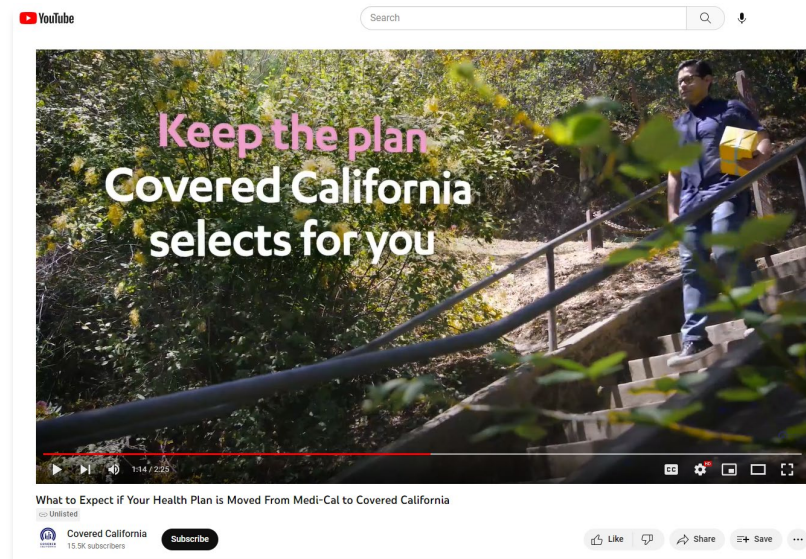 YouTube
Search
Keep the plan
Covered California
selects for you
1:14 / 2:25
CC
HD
What to Expect if Your Health Plan is Moved From Medi-Cal to Covered California
Unlisted
Covered California
15.5K subscribers
Subscribe
Like
Share
Save